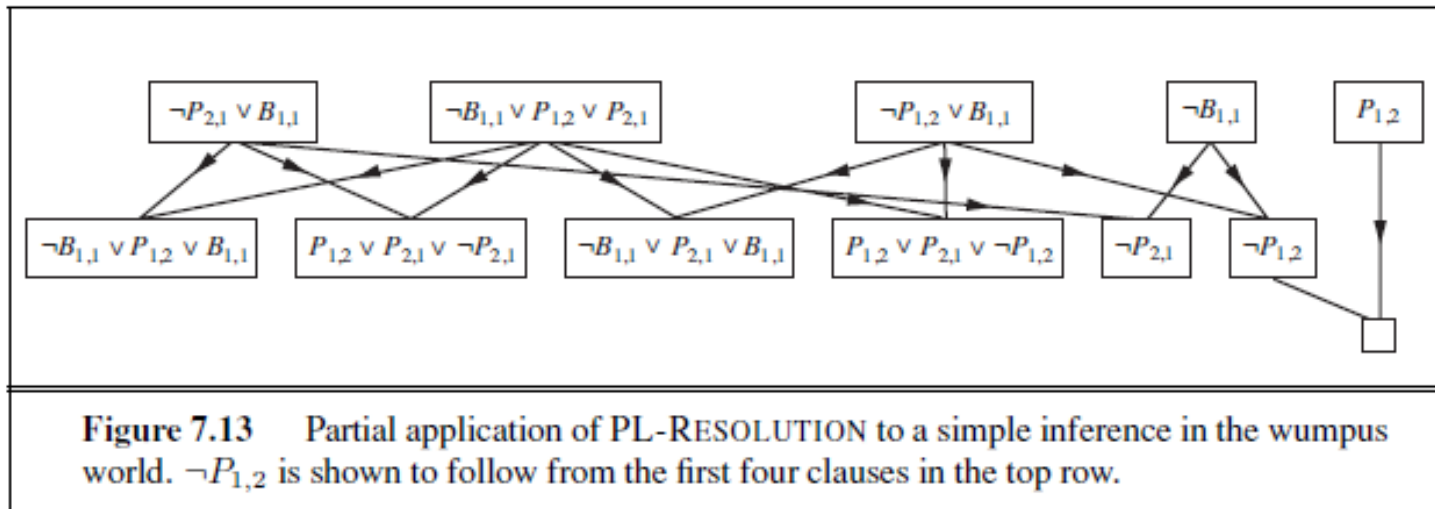 ¬P2,1 ∨ B1,1    ¬B1,1 ∨ P1,2 ∨ P2,1    ¬P1,2 ∨ B1,1    ¬B1,1    P1,2
¬B1,1 ∨ P1,2 ∨ B1,1    P1,2 ∨ P2,1 ∨ ¬P2,1    ¬B1,1 ∨ P2,1 ∨ B1,1    P1,2 ∨ P2,1 ∨ ¬P1,2    ¬P2,1    ¬P1,2
Figure 7.13    Partial application of PL-RESOLUTION to a simple inference in the wumpus
world. ¬P1,2 is shown to follow from the first four clauses in the top row.